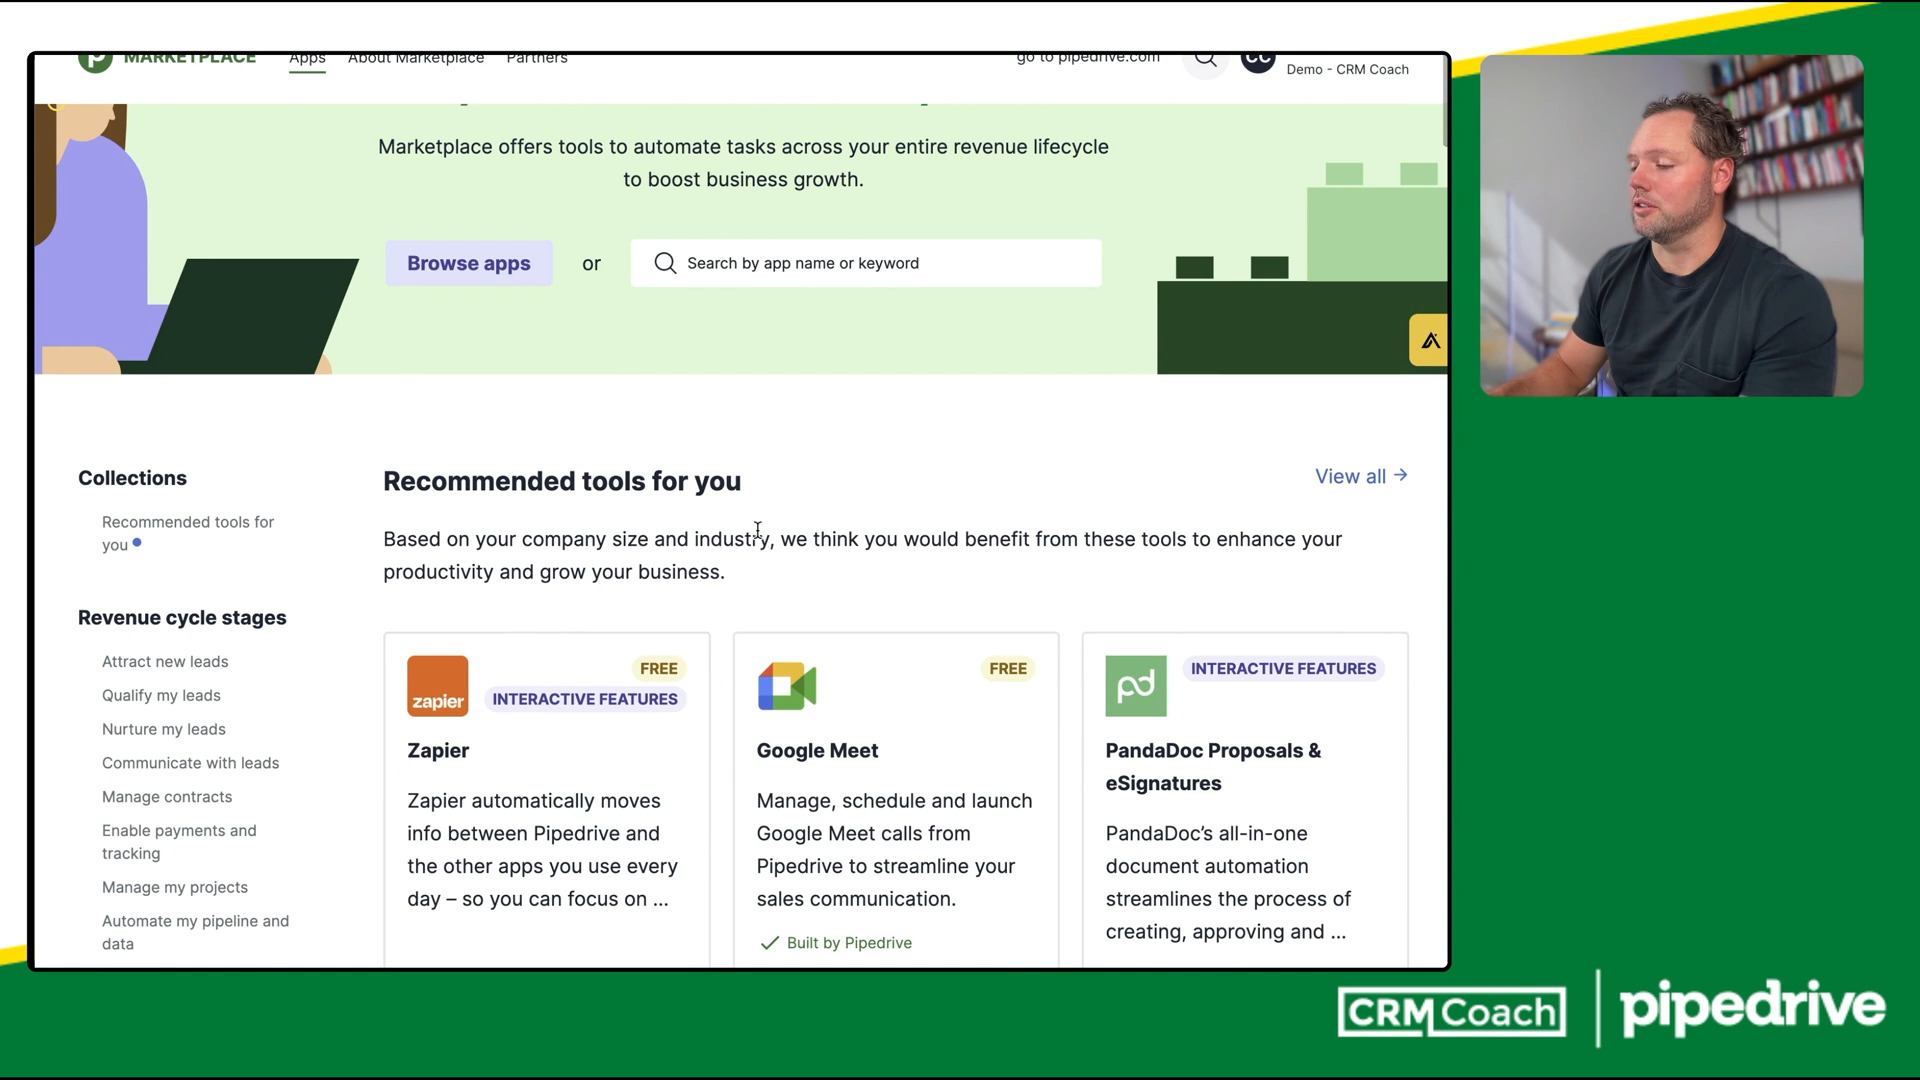 MARKETPLACE
Apps
About Marketplace
Partners
go to pipedrive.com
CC
Demo - CRM Coach
Marketplace offers tools to automate tasks across your entire revenue lifecycle
to boost business growth.
Browse apps
or
Search by app name or keyword
Collections
Recommended tools for
you
Revenue cycle stages
Attract new leads
Qualify my leads
Nurture my leads
Communicate with leads
Manage contracts
Enable payments and
tracking
Manage my projects
Automate my pipeline and
data
Recommended tools for you
View all
Based on your company size and industry, we think you would benefit from these tools to enhance your
productivity and grow your business.
zapier
FREE
INTERACTIVE FEATURES
Zapier
Zapier automatically moves
info between Pipedrive and
the other apps you use every
day – so you can focus on ...
FREE
Google Meet
Manage, schedule and launch
Google Meet calls from
Pipedrive to streamline your
sales communication.
Built by Pipedrive
pd
INTERACTIVE FEATURES
PandaDoc Proposals &
eSignatures
PandaDoc’s all-in-one
document automation
streamlines the process of
creating, approving and ...
CRM Coach
pipedrive